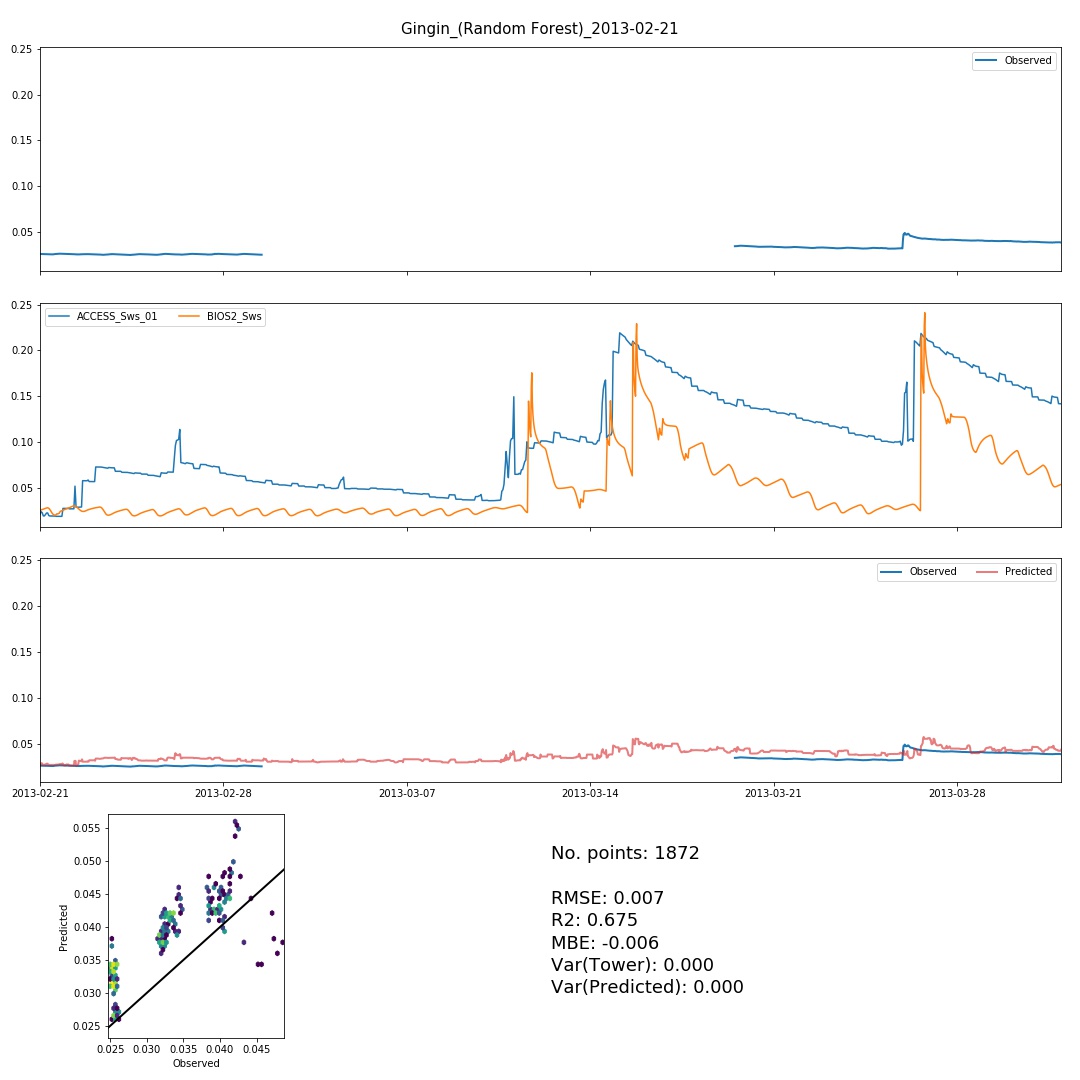 Gingin_(Random Forest)_2013-02-21
0.25
0.20
0.15
0.10
0.05
Observed
0.25
0.20
0.15
0.10
0.05
ACCESS_Sws_01 BIOS2_Sws
0.25
0.20
0.15
0.10
0.05
Observed Predicted
2013-02-21 2013-02-28 2013-03-07 2013-03-14 2013-03-21 2013-03-28
0.055
0.050
0.045
0.040
0.035
0.030
0.025
Predicted
0.025 0.030 0.035 0.040 0.045
Observed
No. points: 1872
RMSE: 0.007
R2: 0.675
MBE: -0.006
Var(Tower): 0.000
Var(Predicted): 0.000